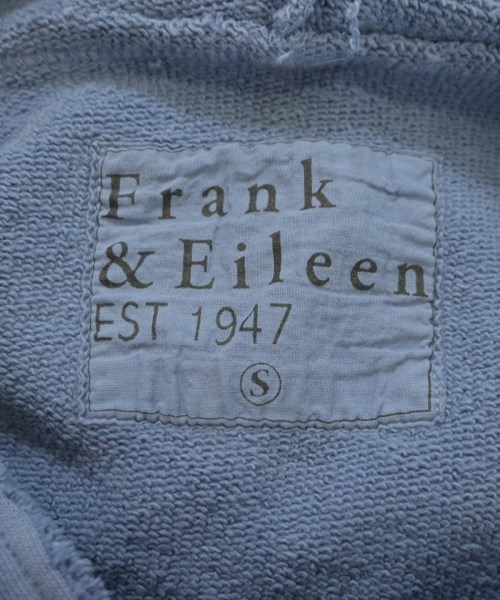 Frank
& Eileen
EST 1947
S